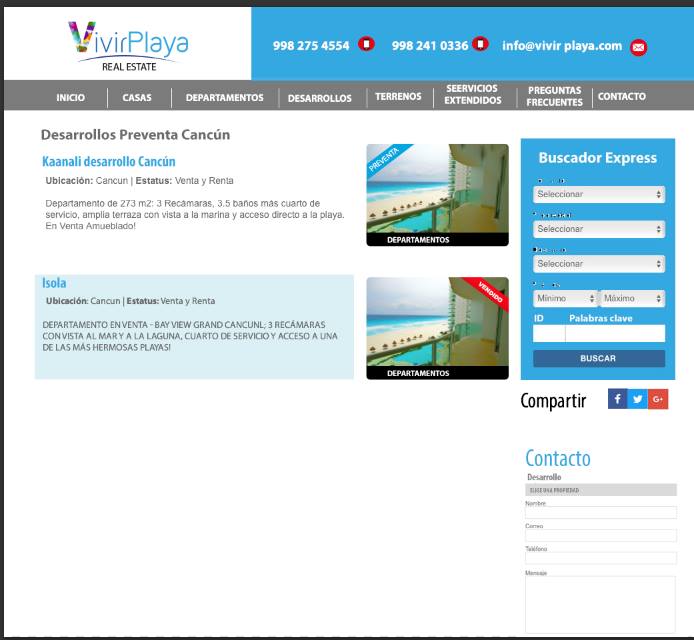 VivirPlaya
REAL ESTATE
998 275 4554
998 241 0336
info@vivir playa.com
INICIO
CASAS
DEPARTAMENTOS
DESARROLLOS
TERRENOS
SEERVICIOS
EXTENDIDOS
PREGUNTAS
FRECUENTES
CONTACTO
Desarrollos Preventa Cancún
Kaanali desarrollo Cancún
Ubicación: Cancun | Estatus: Venta y Renta
Departamento de 273 m2: 3 Recámaras, 3.5 baños más cuarto de
servicio, amplia terraza con vista a la marina y acceso directo a la playa.
En Venta Amueblado!
PREVENTA
DEPARTAMENTOS
Isola
Ubicación: Cancun | Estatus: Venta y Renta
DEPARTAMENTO EN VENTA - BAY VIEW GRAND CANCUNL; 3 RECÁMARAS
CON VISTA AL MAR Y A LA LAGUNA, CUARTO DE SERVICIO Y ACCESO A UNA
DE LAS MÁS HERMOSAS PLAYAS!
VENDIDO
DEPARTAMENTOS
Buscador Express
Seleccionar
Seleccionar
Seleccionar
Mínimo
Máximo
ID
Palabras clave
BUSCAR
Compartir
f
G+
Contacto
Desarrollo
ELIGE UNA PROPIEDAD
Nombre
Correo
Teléfono
Mensaje